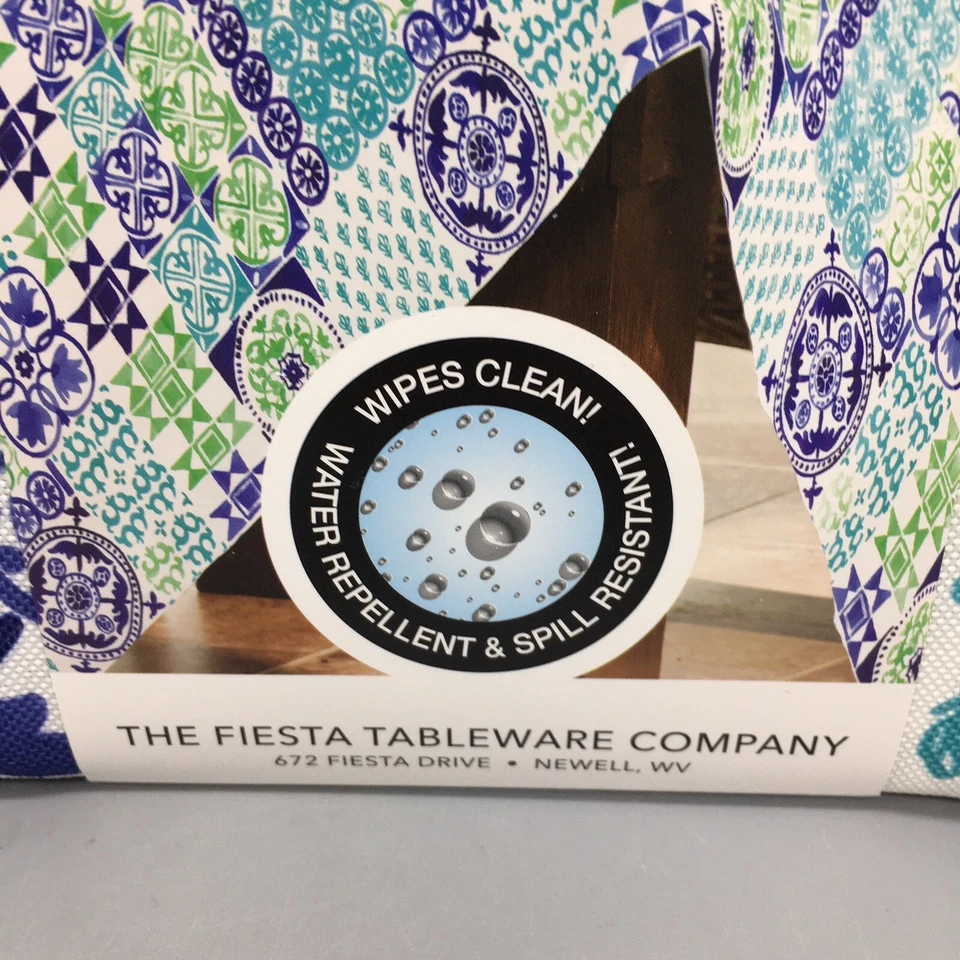 WIPES CLEAN!
WATER REPELLENT & SPILL RESISTANT!
THE FIESTA TABLEWARE COMPANY
672 FIESTA DRIVE • NEWELL, WV